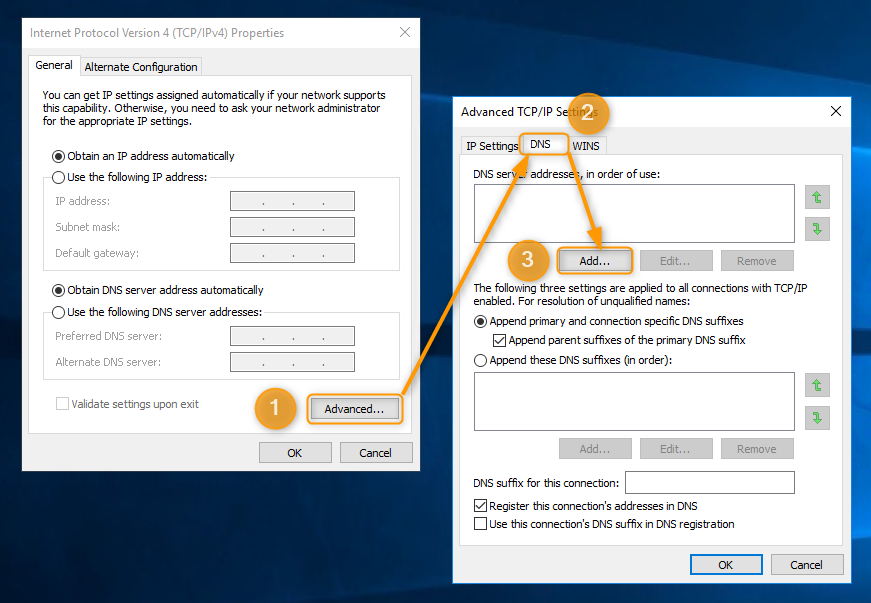 Internet Protocol Version 4 (TCP/IPv4) Properties
General
Alternate Configuration
You can get IP settings assigned automatically if your network supports
this capability. Otherwise, you need to ask your network administrator
for the appropriate IP settings.
Obtain an IP address automatically
Use the following IP address:
IP address:
. . .
Subnet mask:
. . .
Default gateway:
. . .
Obtain DNS server address automatically
Use the following DNS server addresses:
Preferred DNS server:
. . .
Alternate DNS server:
. . .
Validate settings upon exit
1
Advanced...
OK
Cancel
Advanced TCP/IP Settings
2
IP Settings
DNS
WINS
DNS server addresses, in order of use:
3
Add...
Edit...
Remove
The following three settings are applied to all connections with TCP/IP
enabled. For resolution of unqualified names:
Append primary and connection specific DNS suffixes
Append parent suffixes of the primary DNS suffix
Append these DNS suffixes (in order):
Add...
Edit...
Remove
DNS suffix for this connection:
Register this connection's addresses in DNS
Use this connection's DNS suffix in DNS registration
OK
Cancel